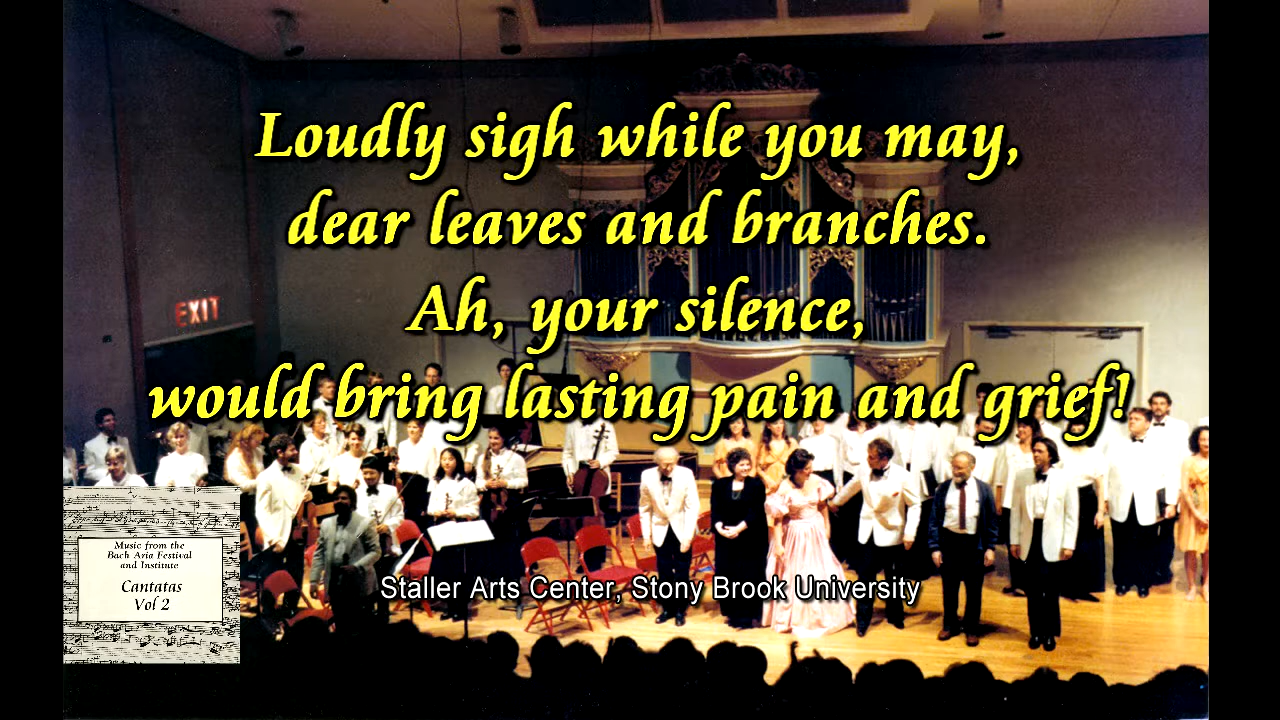 Loudly sigh while you may,
dear leaves and branches.
Ah, your silence,
would bring lasting pain and grief!
EXIT
Music from the
Bach Aria Festival
and Institute
Cantatas
Vol 2
Staller Arts Center, Stony Brook University